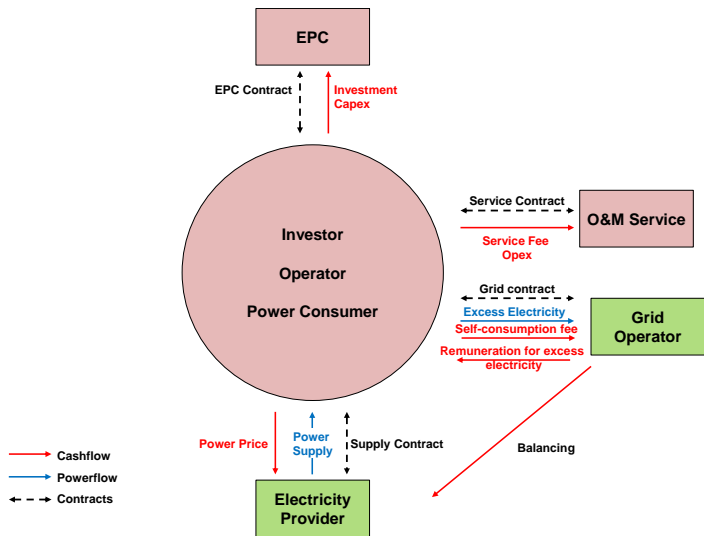 EPC
EPC Contract
Investment
Capex
Investor
Operator
Power Consumer
Service Contract
Service Fee
Opex
O&M Service
Grid contract
Excess Electricity
Self-consumption fee
Remuneration for excess
electricity
Grid
Operator
Power Price
Power
Supply
Supply Contract
Balancing
Cashflow
Powerflow
Contracts
Electricity
Provider